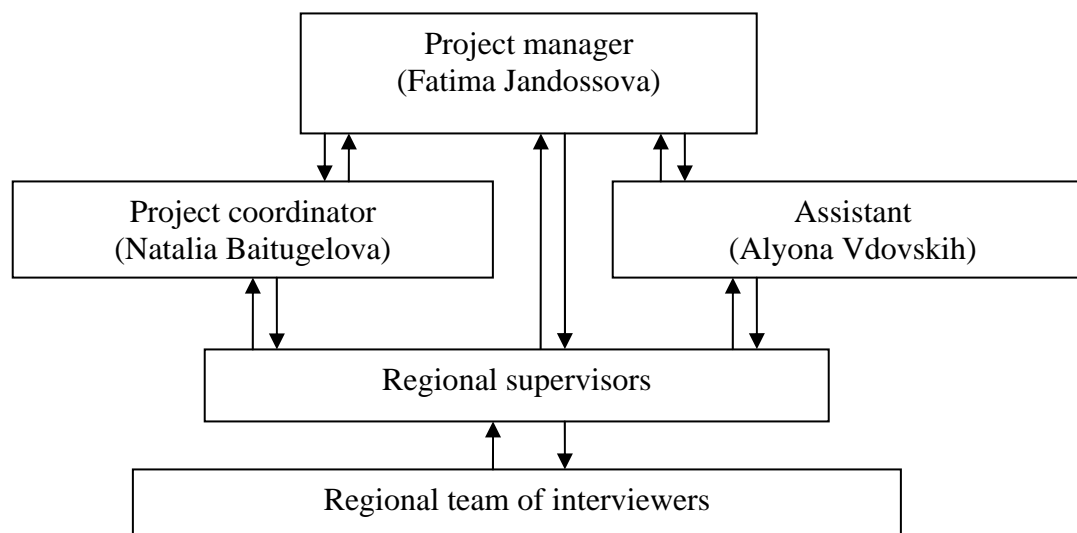 Project manager
(Fatima Jandossova)
Project coordinator
(Natalia Baitugelova)
Assistant
(Alyona Vdovskih)
Regional supervisors
Regional team of interviewers